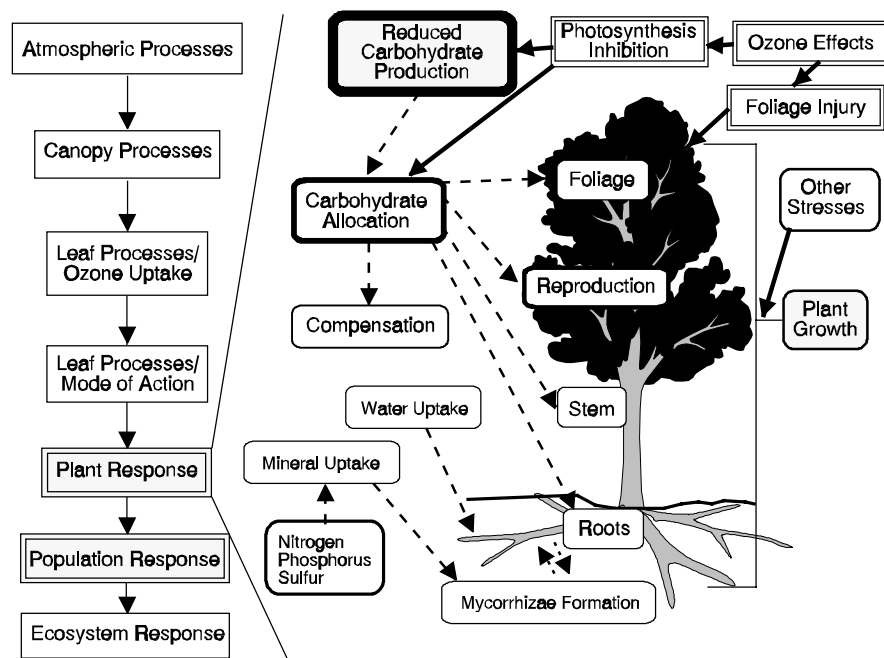 Atmospheric Processes
Canopy Processes
Leaf Processes/
Ozone Uptake
Leaf Processes/
Mode of Action
Plant Response
Population Response
Ecosystem Response
Reduced
Carbohydrate
Production
Photosynthesis
Inhibition
Ozone Effects
Foliage Injury
Carbohydrate
Allocation
Foliage
Other
Stresses
Reproduction
Compensation
Plant
Growth
Water Uptake
Stem
Mineral Uptake
Nitrogen
Phosphorus
Sulfur
Roots
Mycorrhizae Formation